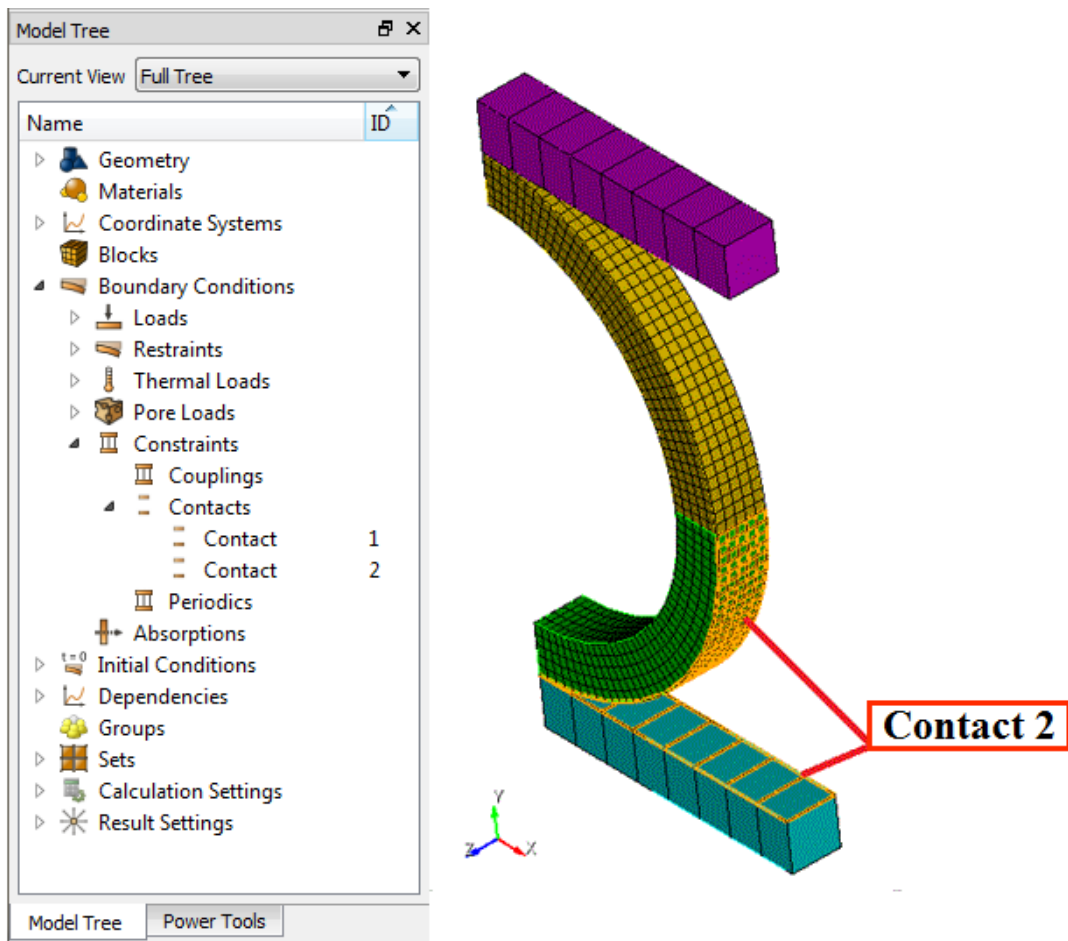 Model Tree
Current View Full Tree
Name ID
Geometry
Materials
Coordinate Systems
Blocks
Boundary Conditions
Loads
Restraints
Thermal Loads
Pore Loads
Constraints
Couplings
Contacts
Contact 1
Contact 2
Periodics
Absorptions
t=0 Initial Conditions
Dependencies
Groups
Sets
Calculation Settings
Result Settings
Model Tree Power Tools
Contact 2
Y
Z X